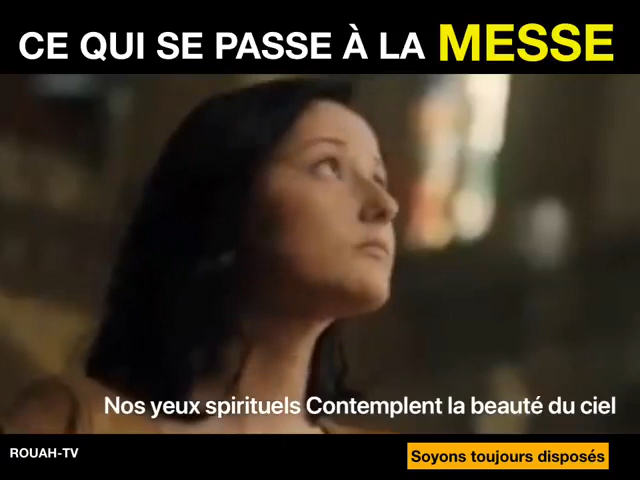 CE QUI SE PASSE À LA MESSE
Nos yeux spirituels Contemplent la beauté du ciel
ROUAH-TV
Soyons toujours disposés